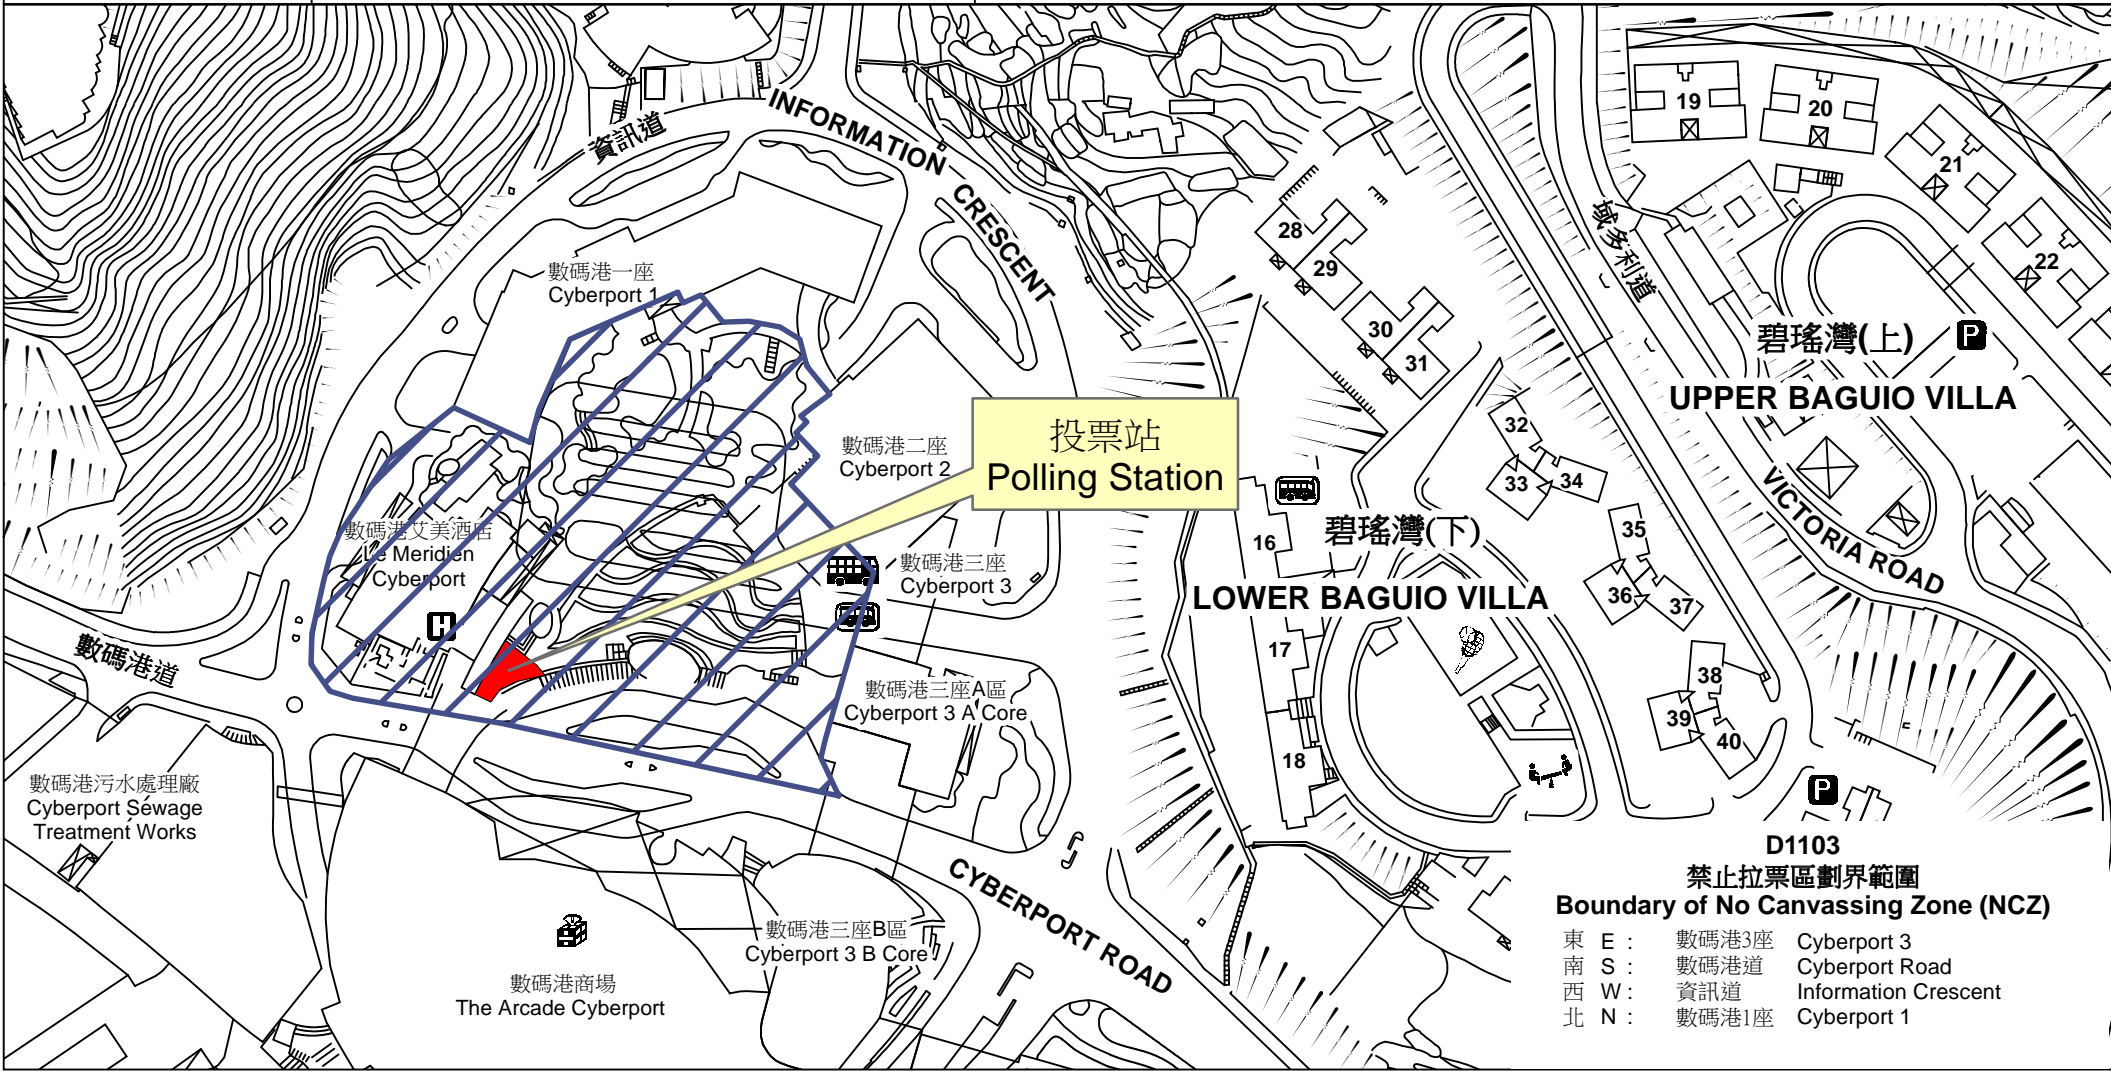 資訊道
INFORMATION CRESCENT
19
20
21
22
域多利道
28
29
30
31
碧瑤灣(上)
P
UPPER BAGUIO VILLA
數碼港一座
Cyberport 1
投票站
Polling Station
數碼港二座
Cyberport 2
32
33
34
35
36
37
38
39
40
VICTORIA ROAD
數碼港艾美酒店
Le Meridien
Cyberport
H
數碼港三座
Cyberport 3
16
碧瑤灣(下)
LOWER BAGUIO VILLA
17
18
數碼港道
數碼港三座A區
Cyberport 3 A Core
數碼港污水處理廠
Cyberport Sewage
Treatment Works
P
CYBERPORT ROAD
數碼港三座B區
Cyberport 3 B Core
數碼港商場
The Arcade Cyberport
D1103
禁止拉票區劃界範圍
Boundary of No Canvassing Zone (NCZ)
東 E : 數碼港3座 Cyberport 3
南 S : 數碼港道 Cyberport Road
西 W : 資訊道 Information Crescent
北 N : 數碼港1座 Cyberport 1